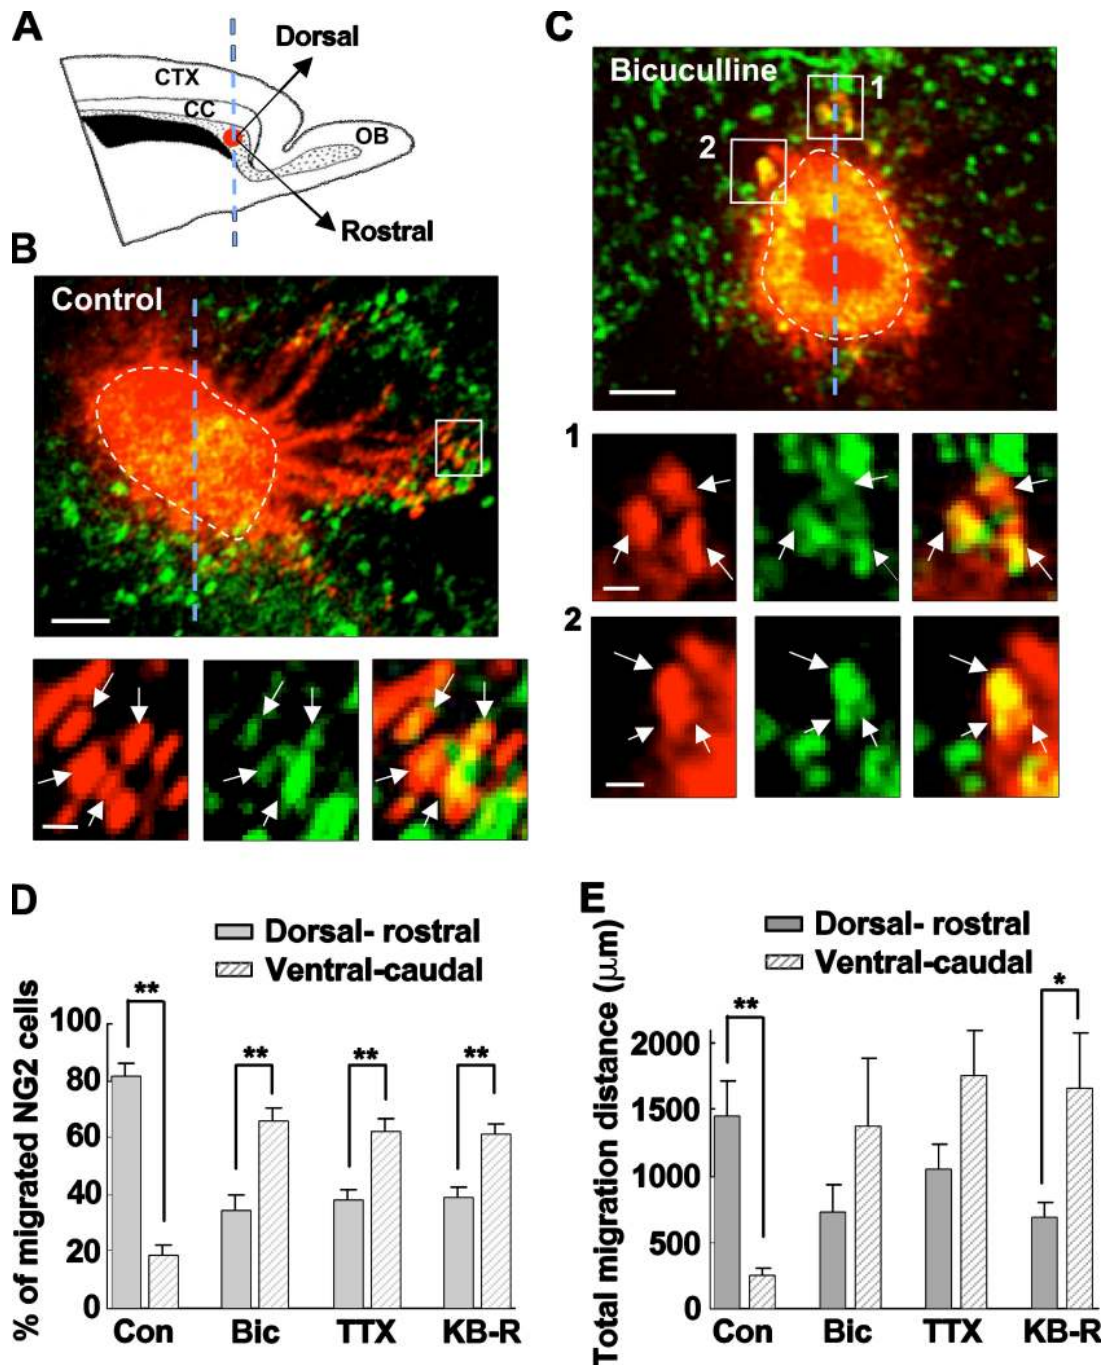 A
Dorsal
CTX
CC
OB
Rostral
B
Control
C
Bicuculline
1
2
1
2
D
Dorsal- rostral
Ventral-caudal
% of migrated NG2 cells
100
80
60
40
20
0
**
**
**
**
Con
Bic
TTX
KB-R
E
Dorsal- rostral
Ventral-caudal
Total migration distance (μm)
2000
1500
1000
500
0
**
*
Con
Bic
TTX
KB-R